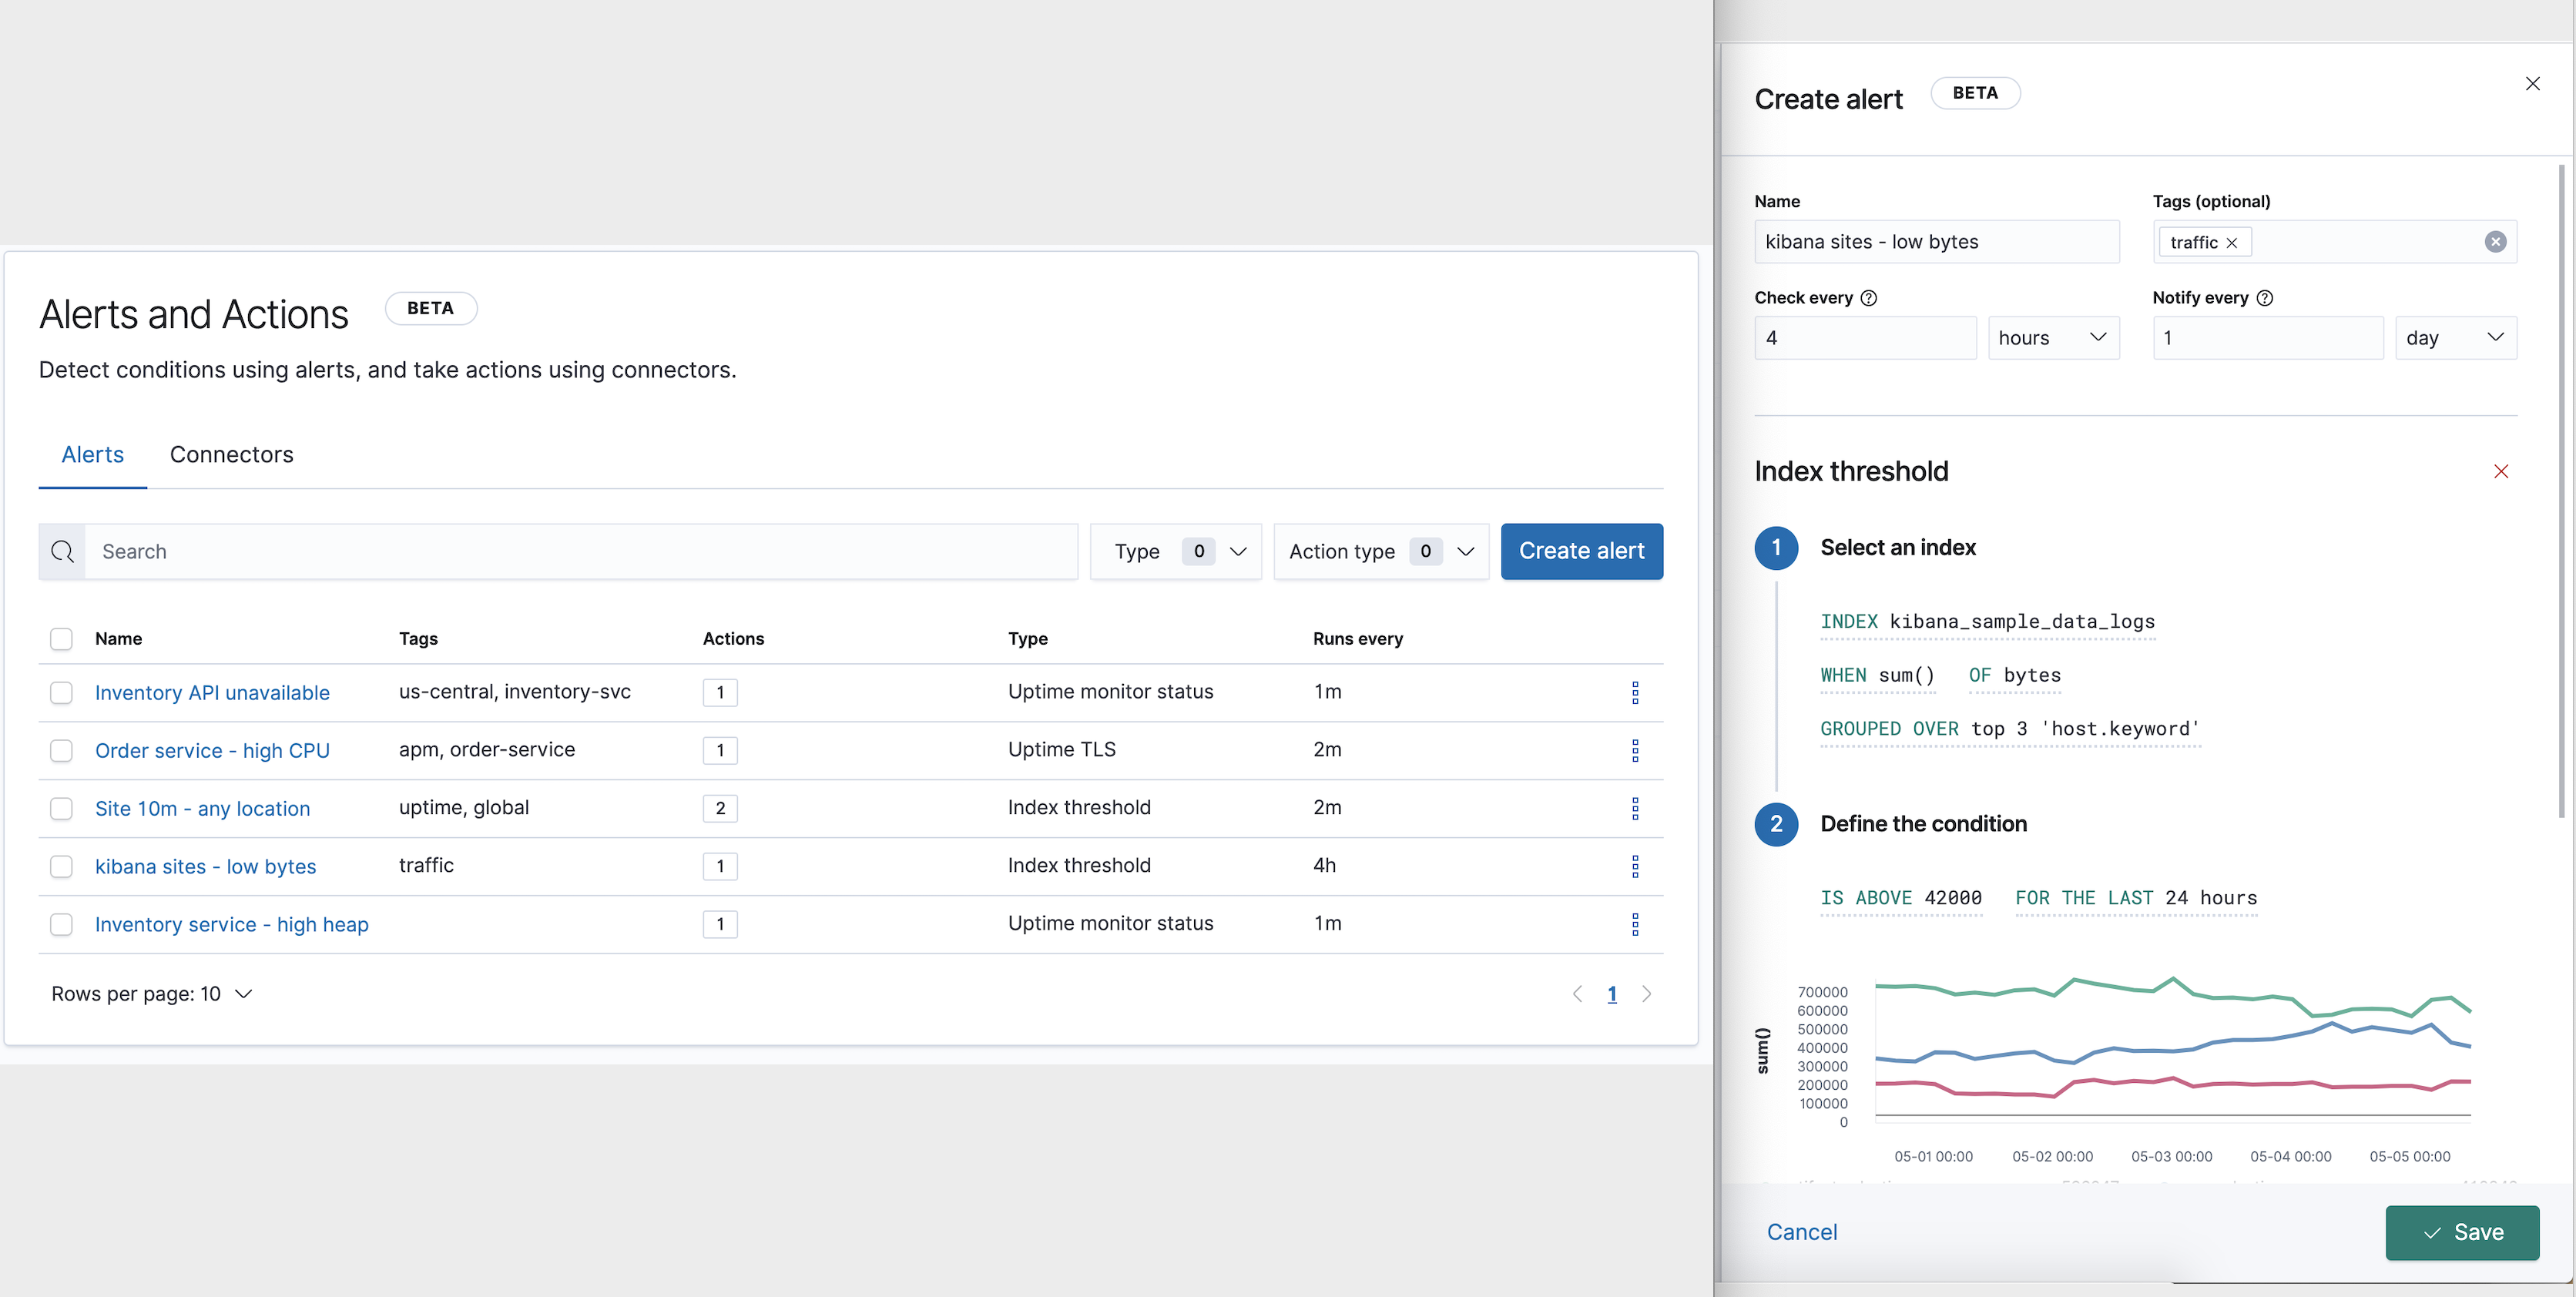 Alerts and Actions BETA
Detect conditions using alerts, and take actions using connectors.
Alerts Connectors
Search Type 0 Action type 0 Create alert
Name Tags Actions Type Runs every
Inventory API unavailable us-central, inventory-svc 1 Uptime monitor status 1m
Order service - high CPU apm, order-service 1 Uptime TLS 2m
Site 10m - any location uptime, global 2 Index threshold 2m
kibana sites - low bytes traffic 1 Index threshold 4h
Inventory service - high heap 1 Uptime monitor status 1m
Rows per page: 10 1
Create alert BETA
Name Tags (optional)
kibana sites - low bytes traffic
Check every Notify every
4 hours 1 day
Index threshold
1 Select an index
INDEX kibana_sample_data_logs
WHEN sum() OF bytes
GROUPED OVER top 3 'host.keyword'
2 Define the condition
IS ABOVE 42000 FOR THE LAST 24 hours
sum()
700000
600000
500000
400000
300000
200000
100000
0
05-01 00:00 05-02 00:00 05-03 00:00 05-04 00:00 05-05 00:00
Cancel Save